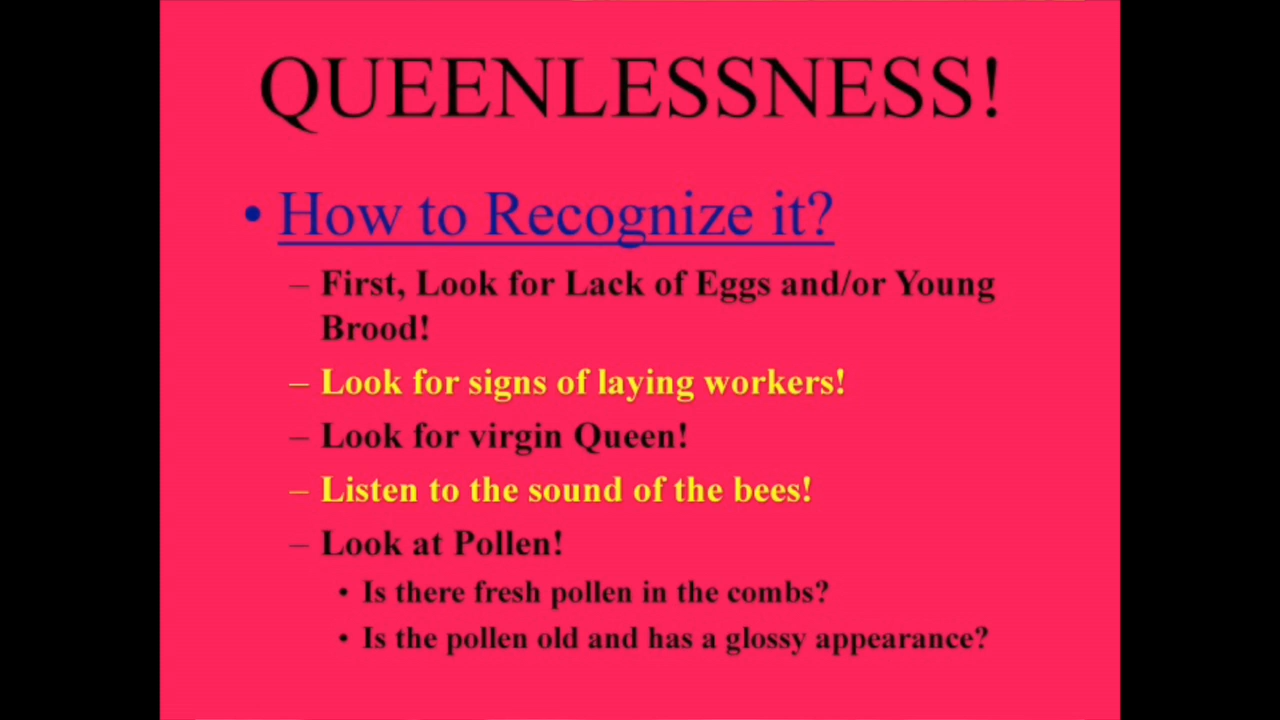 QUEENLESSNESS!
• How to Recognize it?
– First, Look for Lack of Eggs and/or Young
Brood!
– Look for signs of laying workers!
– Look for virgin Queen!
– Listen to the sound of the bees!
– Look at Pollen!
• Is there fresh pollen in the combs?
• Is the pollen old and has a glossy appearance?